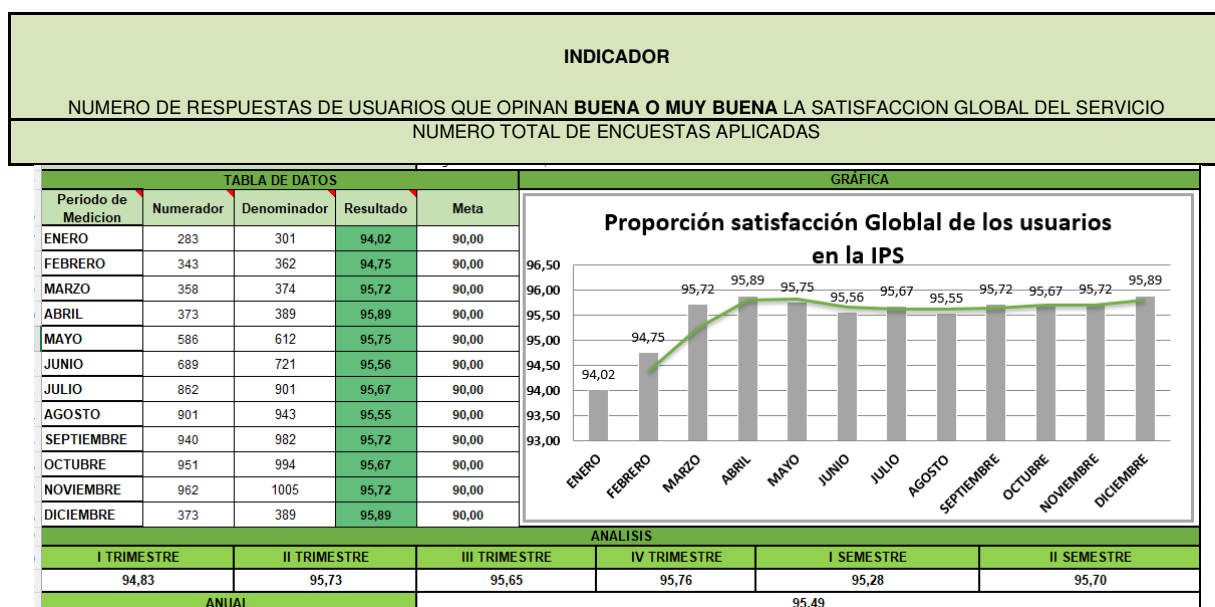 INDICADOR
NUMERO DE RESPUESTAS DE USUARIOS QUE OPINAN BUENA O MUY BUENA LA SATISFACCION GLOBAL DEL SERVICIO
NUMERO TOTAL DE ENCUESTAS APLICADAS
TABLA DE DATOS
Periodo de Medicion Numerador Denominador Resultado Meta
ENERO 283 301 94,02 90,00
FEBRERO 343 362 94,75 90,00
MARZO 358 374 95,72 90,00
ABRIL 373 389 95,89 90,00
MAYO 586 612 95,75 90,00
JUNIO 689 721 95,56 90,00
JULIO 862 901 95,67 90,00
AGOSTO 901 943 95,55 90,00
SEPTIEMBRE 940 982 95,72 90,00
OCTUBRE 951 994 95,67 90,00
NOVIEMBRE 962 1005 95,72 90,00
DICIEMBRE 373 389 95,89 90,00
GRÁFICA
Proporción satisfacción Globlal de los usuarios
en la IPS
96,50
96,00
95,50
95,00
94,50
94,00
93,50
93,00
94,02 94,75 95,72 95,89 95,75 95,56 95,67 95,55 95,72 95,67 95,72 95,89
ENERO FEBRERO MARZO ABRIL MAYO JUNIO JULIO AGOSTO SEPTIEMBRE OCTUBRE NOVIEMBRE DICIEMBRE
ANALISIS
I TRIMESTRE II TRIMESTRE III TRIMESTRE IV TRIMESTRE I SEMESTRE II SEMESTRE
94,83 95,73 95,65 95,76 95,28 95,70
ANUAL 95,49